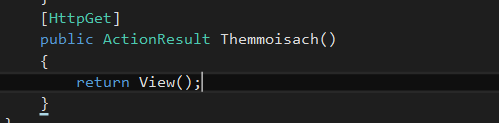 }
[HttpGet]
public ActionResult Themmoisach()
{
return View();
}
}